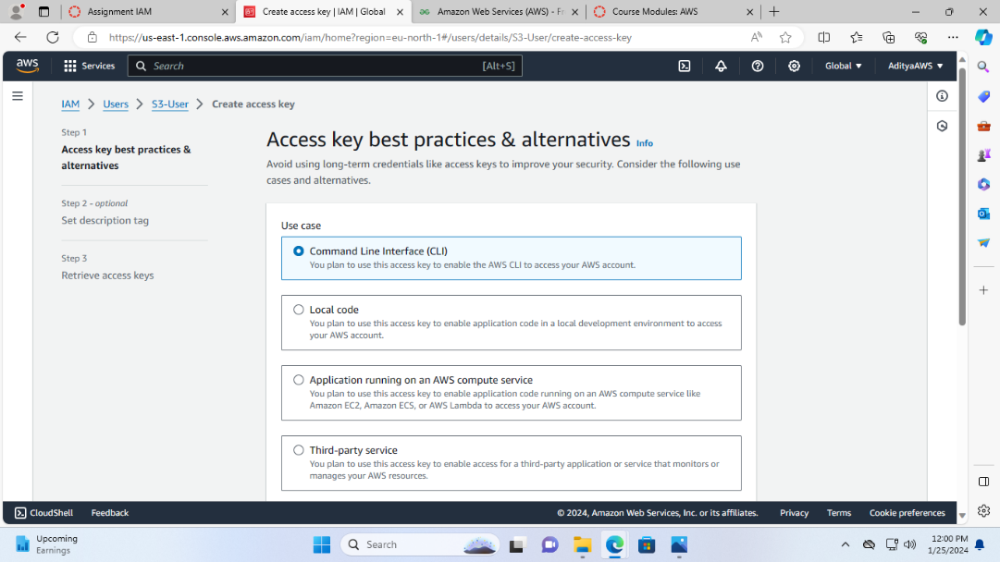 Assignment IAM
Create access key | IAM | Global
Amazon Web Services (AWS) - Fr
Course Modules: AWS
https://us-east-1.console.aws.amazon.com/iam/home?region=eu-north-1#/users/details/S3-User/create-access-key
aws
Services
Search
[Alt+S]
Global
AdityaAWS
IAM > Users > S3-User > Create access key
Step 1
Access key best practices &
alternatives
Step 2 - optional
Set description tag
Step 3
Retrieve access keys
Access key best practices & alternatives Info
Avoid using long-term credentials like access keys to improve your security. Consider the following use
cases and alternatives.
Use case
Command Line Interface (CLI)
You plan to use this access key to enable the AWS CLI to access your AWS account.
Local code
You plan to use this access key to enable application code in a local development environment to access
your AWS account.
Application running on an AWS compute service
You plan to use this access key to enable application code running on an AWS compute service like
Amazon EC2, Amazon ECS, or AWS Lambda to access your AWS account.
Third-party service
You plan to use this access key to enable access for a third-party application or service that monitors or
manages your AWS resources.
CloudShell
Feedback
© 2024, Amazon Web Services, Inc. or its affiliates.
Privacy
Terms
Cookie preferences
Upcoming
Earnings
Search
12:00 PM
1/25/2024